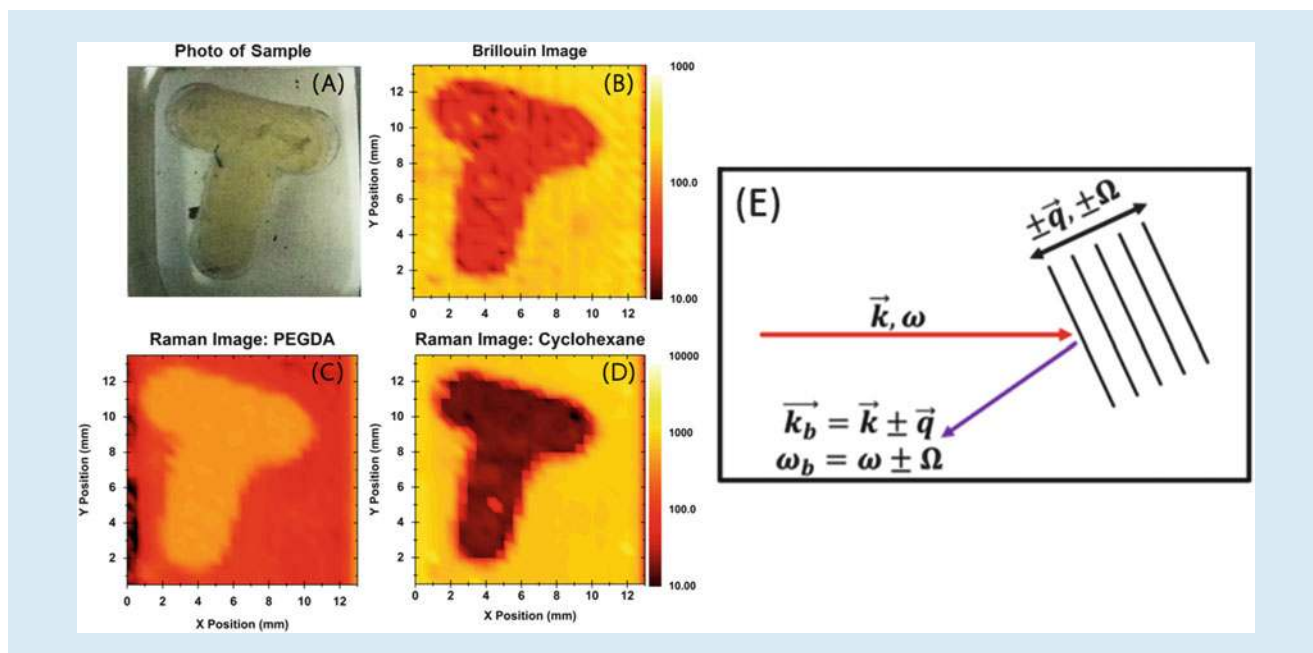 Photo of Sample
(A)
Brillouin Image
(B)
Y Position (mm)
12
10
8
6
4
2
0 2 4 6 8 10 12
1000
100.0
10.00
Raman Image: PEGDA
(C)
Y Position (mm)
12
10
8
6
4
2
0 2 4 6 8 10 12
X Position (mm)
Raman Image: Cyclohexane
(D)
Y Position (mm)
12
10
8
6
4
2
0 2 4 6 8 10 12
X Position (mm)
10000
1000
100.0
10.00
(E)
±q⃗, ±Ω
k⃗, ω
k⃗_b = k⃗ ± q⃗
ω_b = ω ± Ω